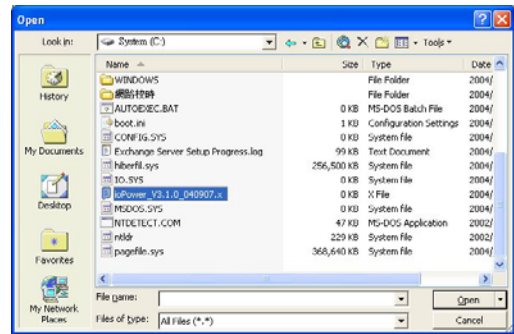 Open
Look in: System (C:) Tools
Name Size Type Date
WINDOWS File Folder 2004/
網路控時 File Folder 2004/
AUTOEXEC.BAT 0 KB MS-DOS Batch File 2004/
boot.ini 1 KB Configuration Settings 2004/
CONFIG.SYS 0 KB System file 2004/
Exchange Server Setup Progress.log 99 KB Text Document 2004/
hiberfil.sys 256,500 KB System file 2004/
IO.SYS 0 KB System file 2004/
ioPower_V3.1.0_040907.x 0 KB X File 2004/
MSDOS.SYS 0 KB System file 2004/
NTDETECT.COM 47 KB MS-DOS Application 2002/
ntldr 229 KB System file 2002/
pagefile.sys 368,640 KB System file 2004/
History
My Documents
Desktop
Favorites
My Network
Places
File name: Open
Files of type: All Files (*.*) Cancel